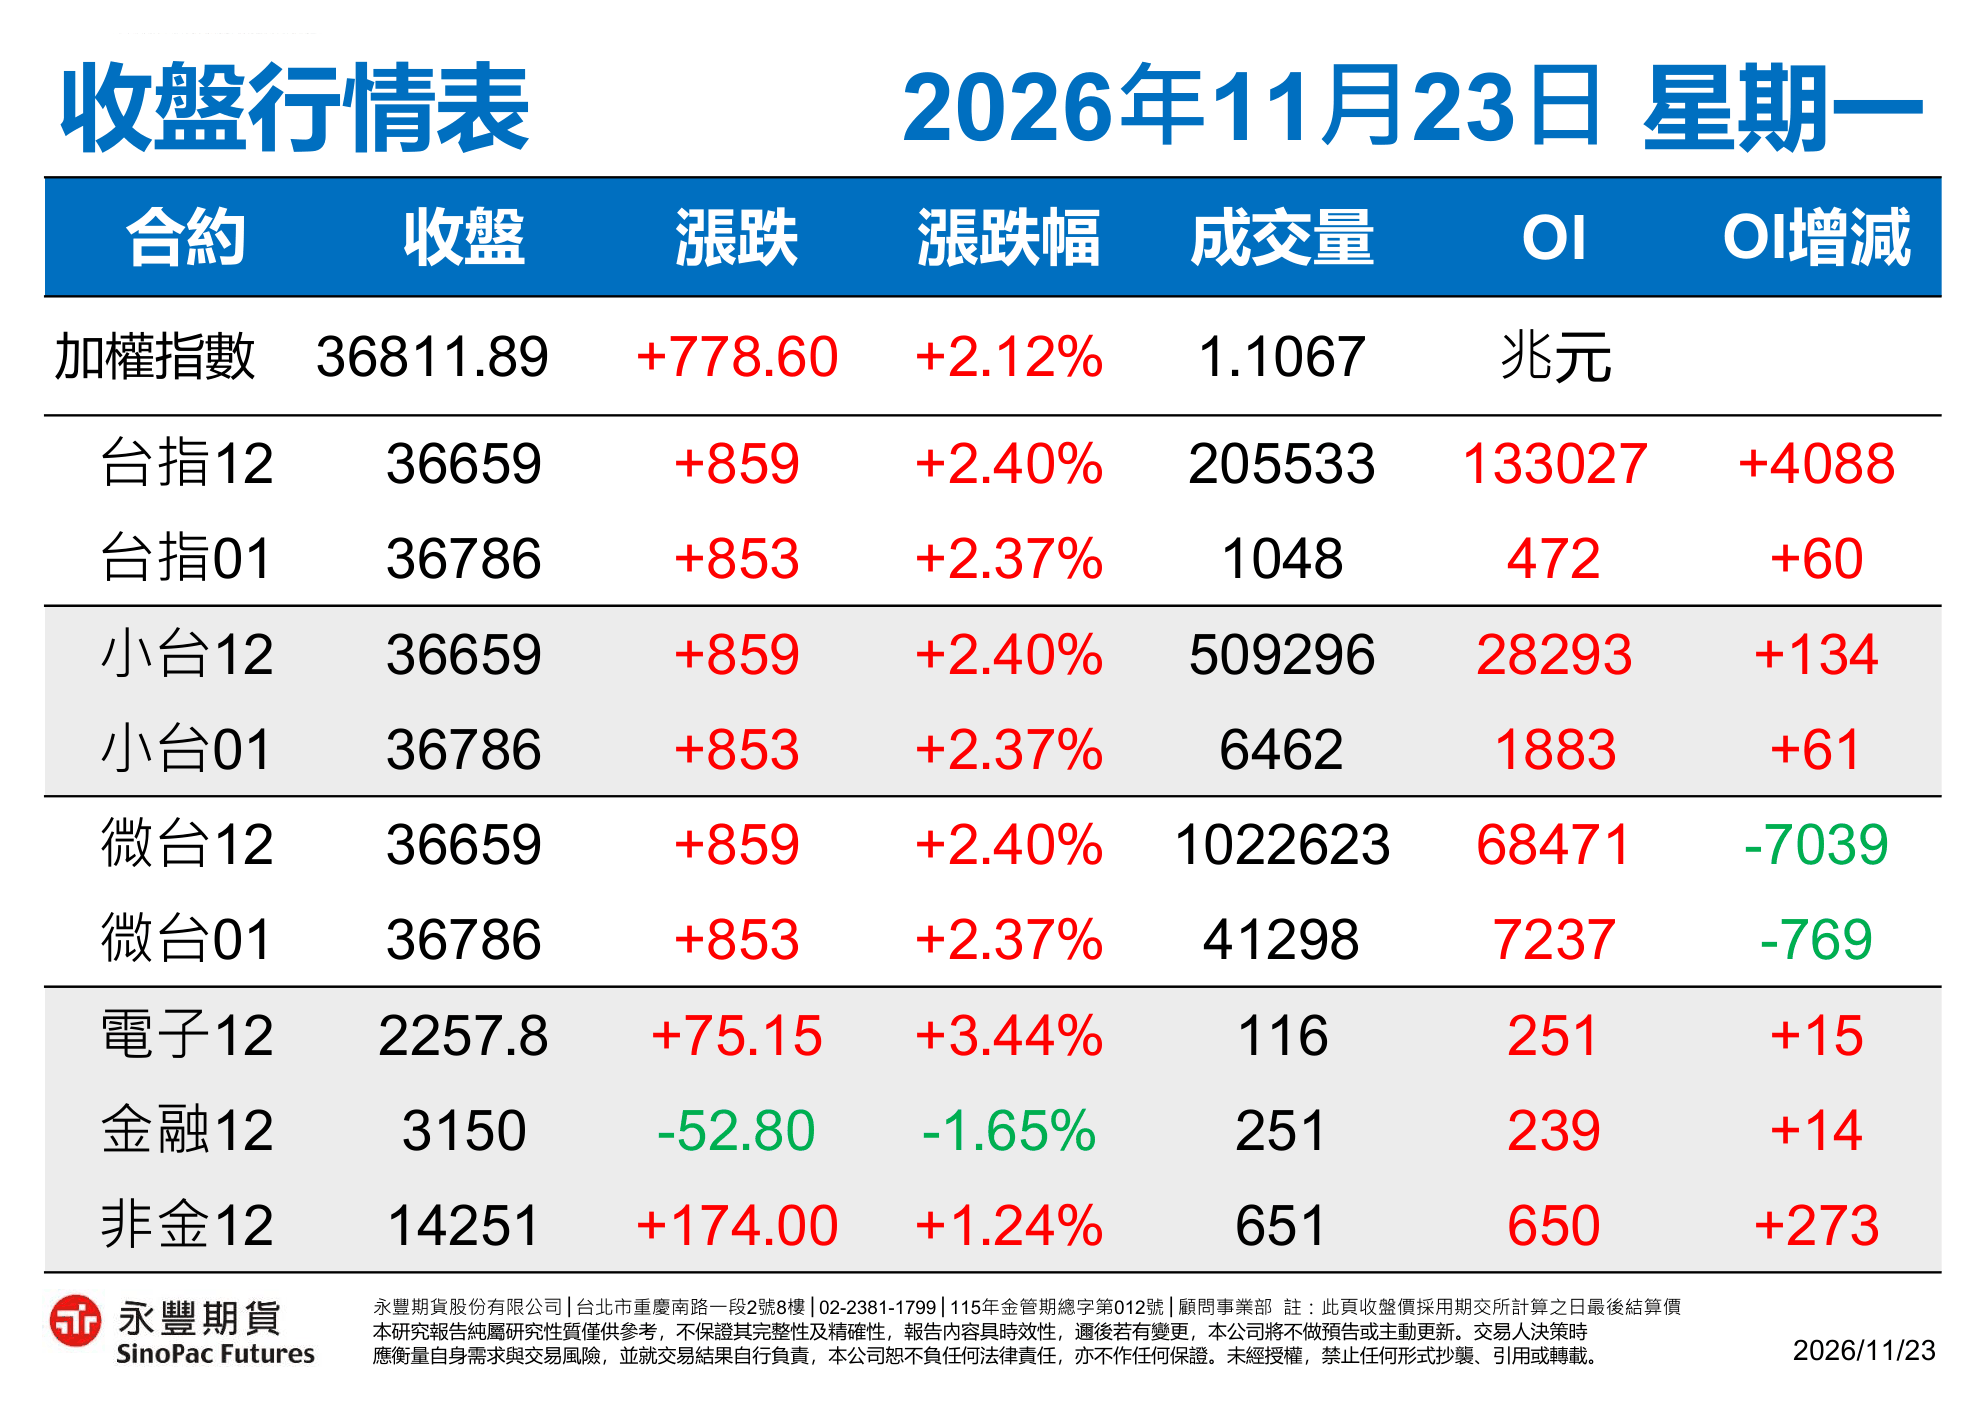 收盤行情表 2026年11月23日 星期一
合約 收盤 漲跌 漲跌幅 成交量 OI OI增減
加權指數 36811.89 +778.60 +2.12% 1.1067 兆元
台指12 36659 +859 +2.40% 205533 133027 +4088
台指01 36786 +853 +2.37% 1048 472 +60
小台12 36659 +859 +2.40% 509296 28293 +134
小台01 36786 +853 +2.37% 6462 1883 +61
微台12 36659 +859 +2.40% 1022623 68471 -7039
微台01 36786 +853 +2.37% 41298 7237 -769
電子12 2257.8 +75.15 +3.44% 116 251 +15
金融12 3150 -52.80 -1.65% 251 239 +14
非金12 14251 +174.00 +1.24% 651 650 +273
永豐期貨
SinoPac Futures
永豐期貨股份有限公司|台北市重慶南路一段2號8樓|02-2381-1799|115年金管期總字第012號|顧問事業部 註：此頁收盤價採用期交所計算之日最後結算價
本研究報告純屬研究性質僅供參考，不保證其完整性及精確性，報告內容具時效性，邇後若有變更，本公司將不做預告或主動更新。交易人決策時
應衡量自身需求與交易風險，並就交易結果自行負責，本公司恕不負任何法律責任，亦不作任何保證。未經授權，禁止任何形式抄襲、引用或轉載。
2026/11/23